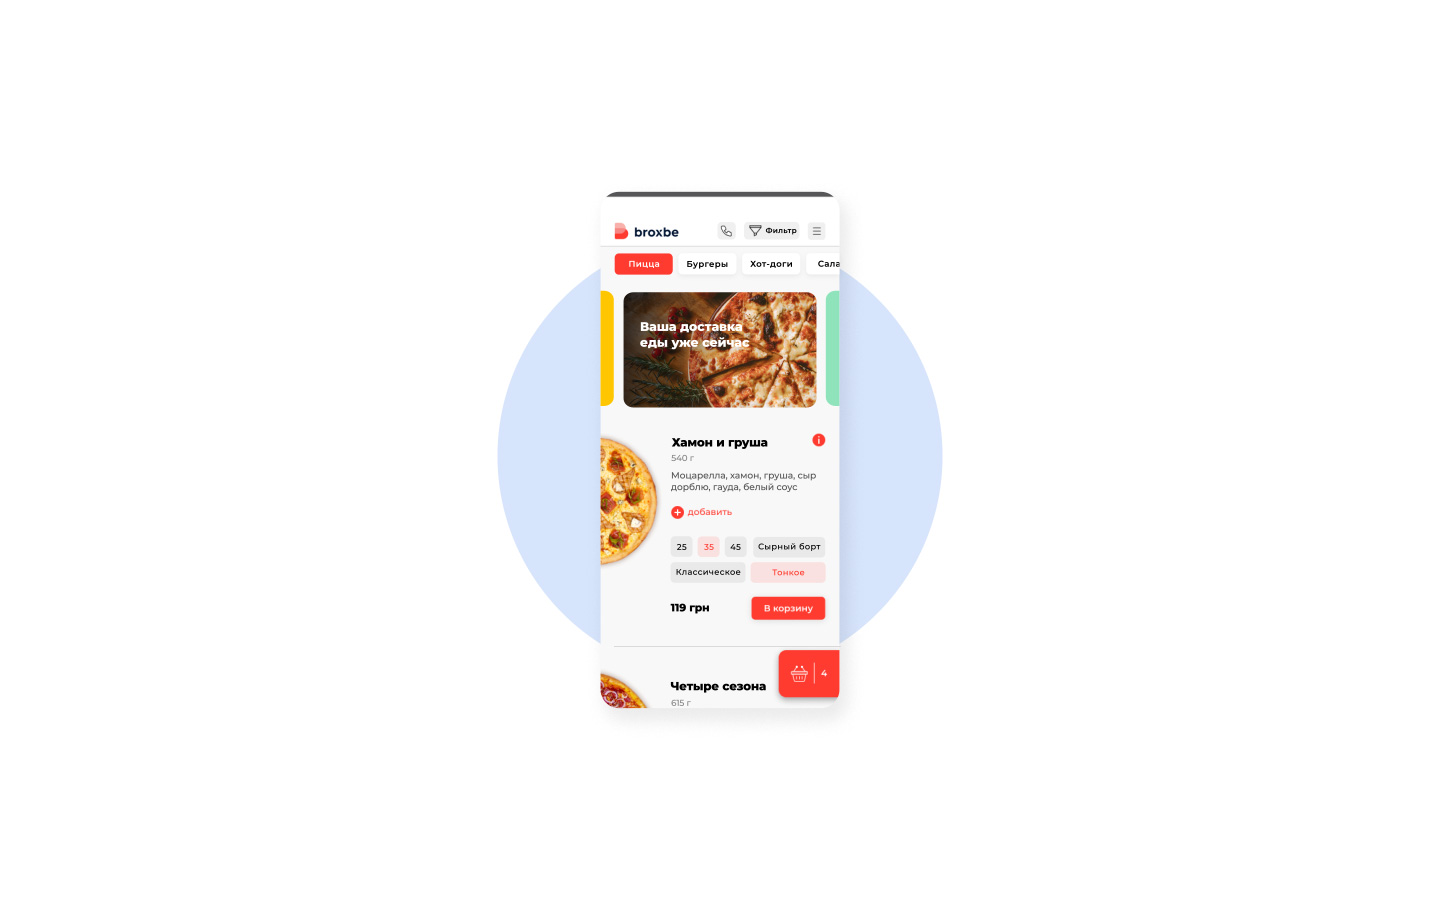 broxbe
Фильтр
Пицца
Бургеры
Хот-доги
Сала
Ваша доставка
еды уже сейчас
Хамон и груша
540 г
Моцарелла, хамон, груша, сыр
дорблю, гауда, белый соус
добавить
25
35
45
Сырный борт
Классическое
Тонкое
119 грн
В корзину
4
Четыре сезона
615 г